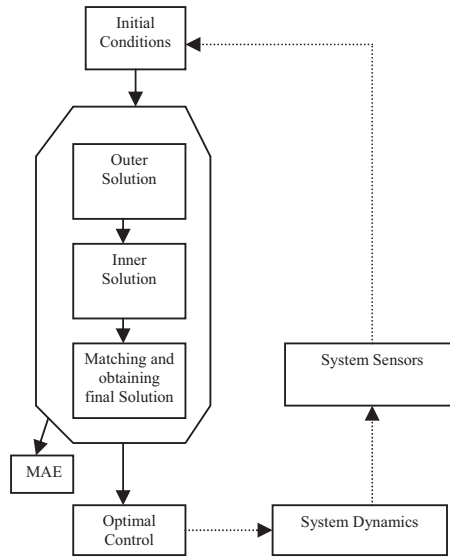 Initial
Conditions
Outer
Solution
Inner
Solution
Matching and
obtaining
final Solution
System Sensors
MAE
Optimal
Control
System Dynamics